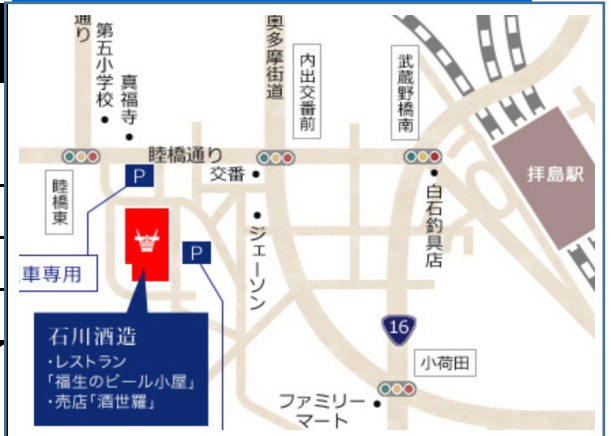 通り
第五小学校
真福寺
奥多摩街道
内出交番前
武蔵野橋南
拝島駅
睦橋通り
交番
睦橋東
P
P
白石釣具店
ジェーソン
車専用
16
石川酒造
・レストラン
「福生のビール小屋」
・売店「酒世羅」
小荷田
ファミリー
マート